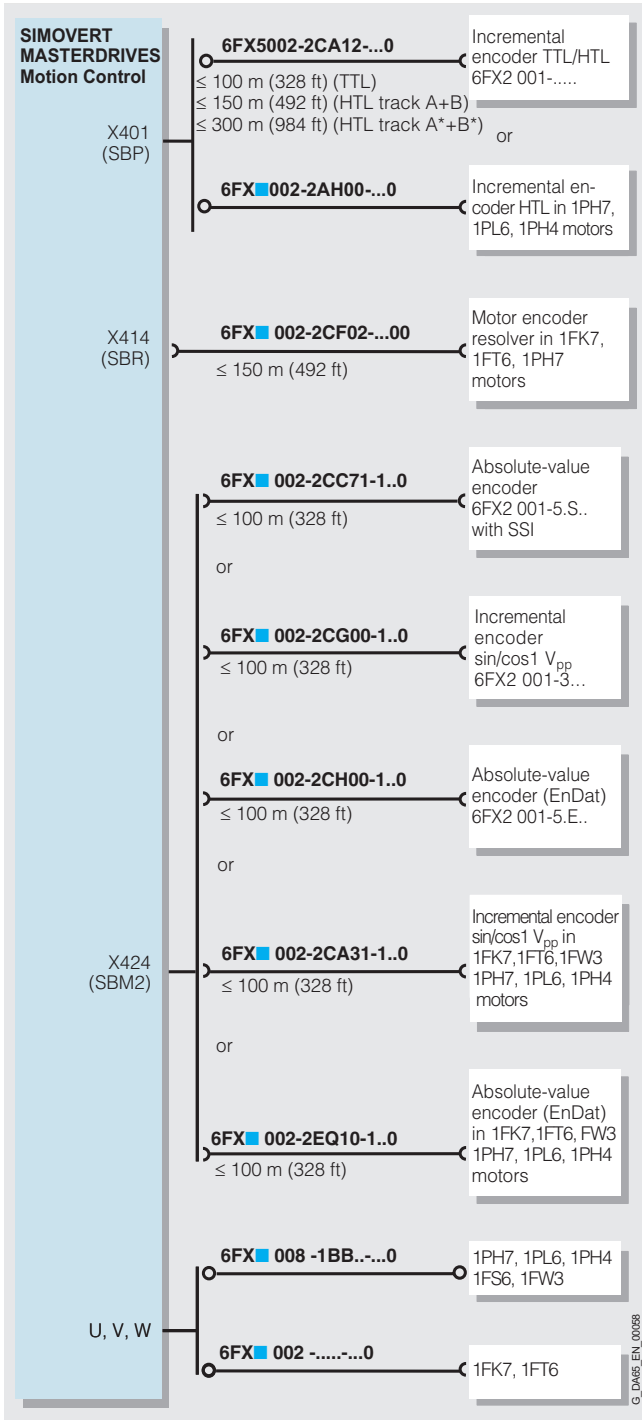 SIMOVERT
MASTERDRIVES
Motion Control
X401
(SBP)
6FX5002-2CA12-...0
≤ 100 m (328 ft) (TTL)
≤ 150 m (492 ft) (HTL track A+B)
≤ 300 m (984 ft) (HTL track A*+B*)
Incremental
encoder TTL/HTL
6FX2 001-.....
or
6FX■002-2AH00-...0
Incremental en-
coder HTL in 1PH7,
1PL6, 1PH4 motors
X414
(SBR)
6FX■ 002-2CF02-...00
≤ 150 m (492 ft)
Motor encoder
resolver in 1FK7,
1FT6, 1PH7
motors
6FX■ 002-2CC71-1..0
≤ 100 m (328 ft)
Absolute-value
encoder
6FX2 001-5.S..
with SSI
or
6FX■ 002-2CG00-1..0
≤ 100 m (328 ft)
Incremental
encoder
sin/cos1 Vpp
6FX2 001-3...
or
6FX■ 002-2CH00-1..0
≤ 100 m (328 ft)
Absolute-value
encoder (EnDat)
6FX2 001-5.E..
or
X424
(SBM2)
6FX■ 002-2CA31-1..0
≤ 100 m (328 ft)
Incremental encoder
sin/cos1 Vpp in
1FK7,1FT6,1FW3
1PH7, 1PL6, 1PH4
motors
or
6FX■ 002-2EQ10-1..0
≤ 100 m (328 ft)
Absolute-value
encoder (EnDat)
in 1FK7,1FT6, FW3
1PH7, 1PL6, 1PH4
motors
U, V, W
6FX■ 008 -1BB..-...0
1PH7, 1PL6, 1PH4
1FS6, 1FW3
6FX■ 002 -.....-...0
1FK7, 1FT6
G_DA65_EN_00058